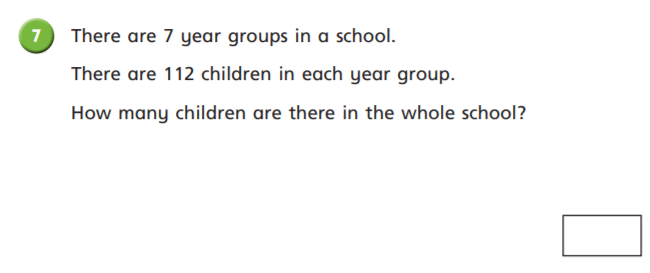 7 There are 7 year groups in a school.
There are 112 children in each year group.
How many children are there in the whole school?